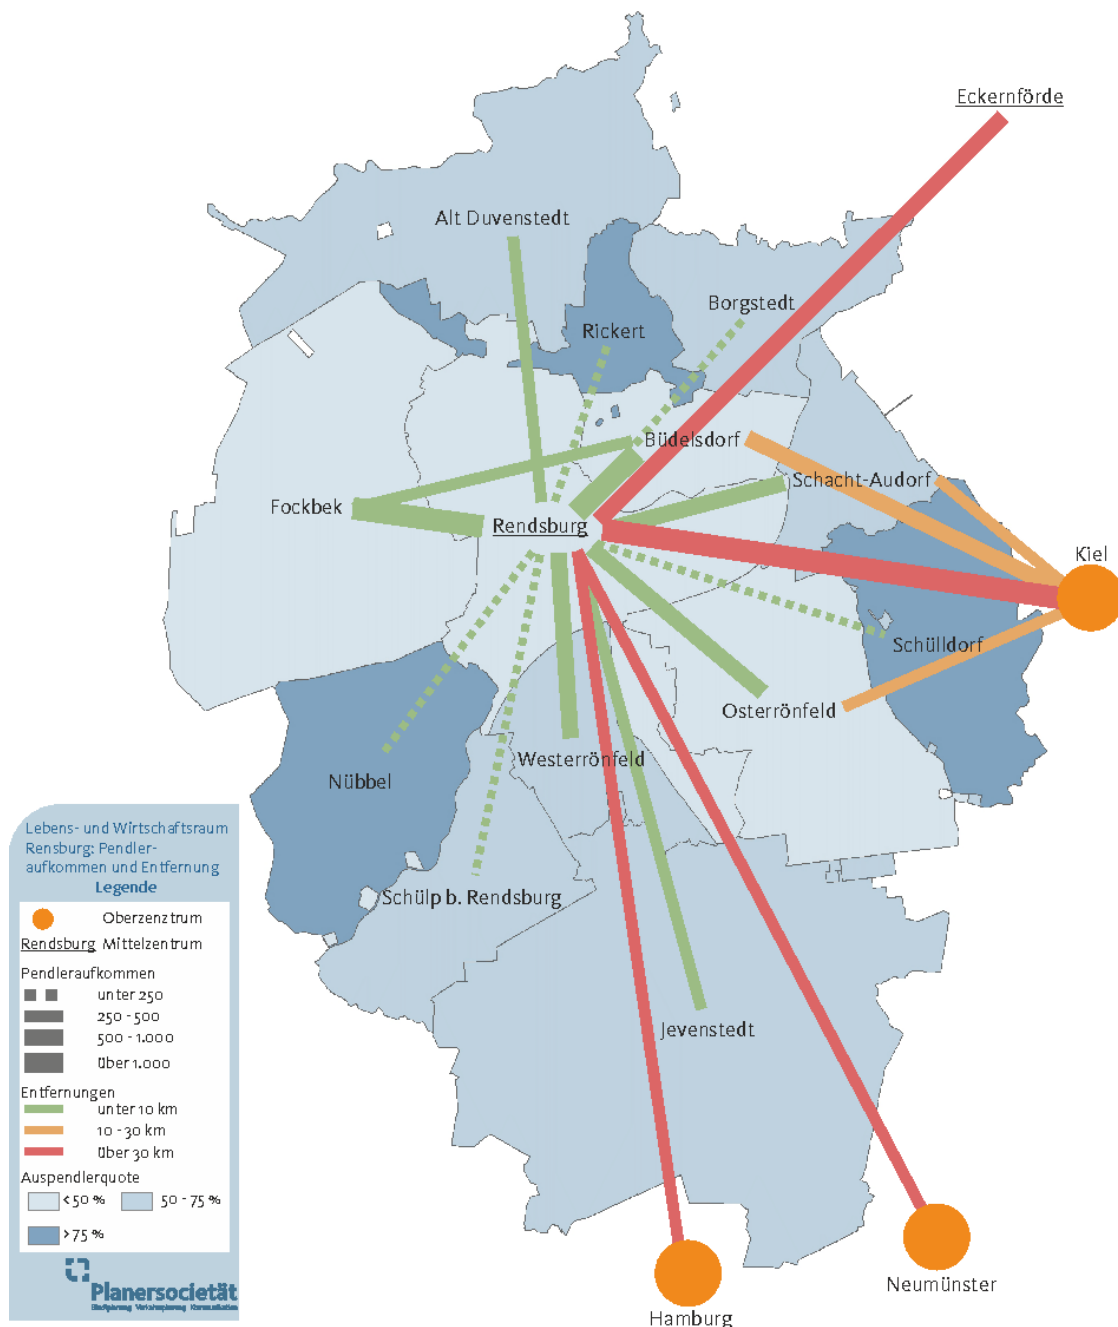 Eckernförde
Alt Duvenstedt
Borgstedt
Rickert
Büdelsdorf
Schacht-Audorf
Fockbek
Rendsburg
Kiel
Schülldorf
Osterrönfeld
Westerrönfeld
Nübbel
Schülp b. Rendsburg
Jevenstedt
Neumünster
Hamburg
Lebens- und Wirtschaftsraum
Rensburg: Pendler-
aufkommen und Entfernung
Legende
Oberzenztrum
Rendsburg Mittelzentrum
Pendleraufkommen
unter 250
250 - 500
500 - 1.000
über 1.000
Entfernungen
unter 10 km
10 - 30 km
über 30 km
Auspendlerquote
< 50 % 50 - 75 %
> 75 %
Planersocietät
Stadtplanung Verkehrsplanung Kommunikation